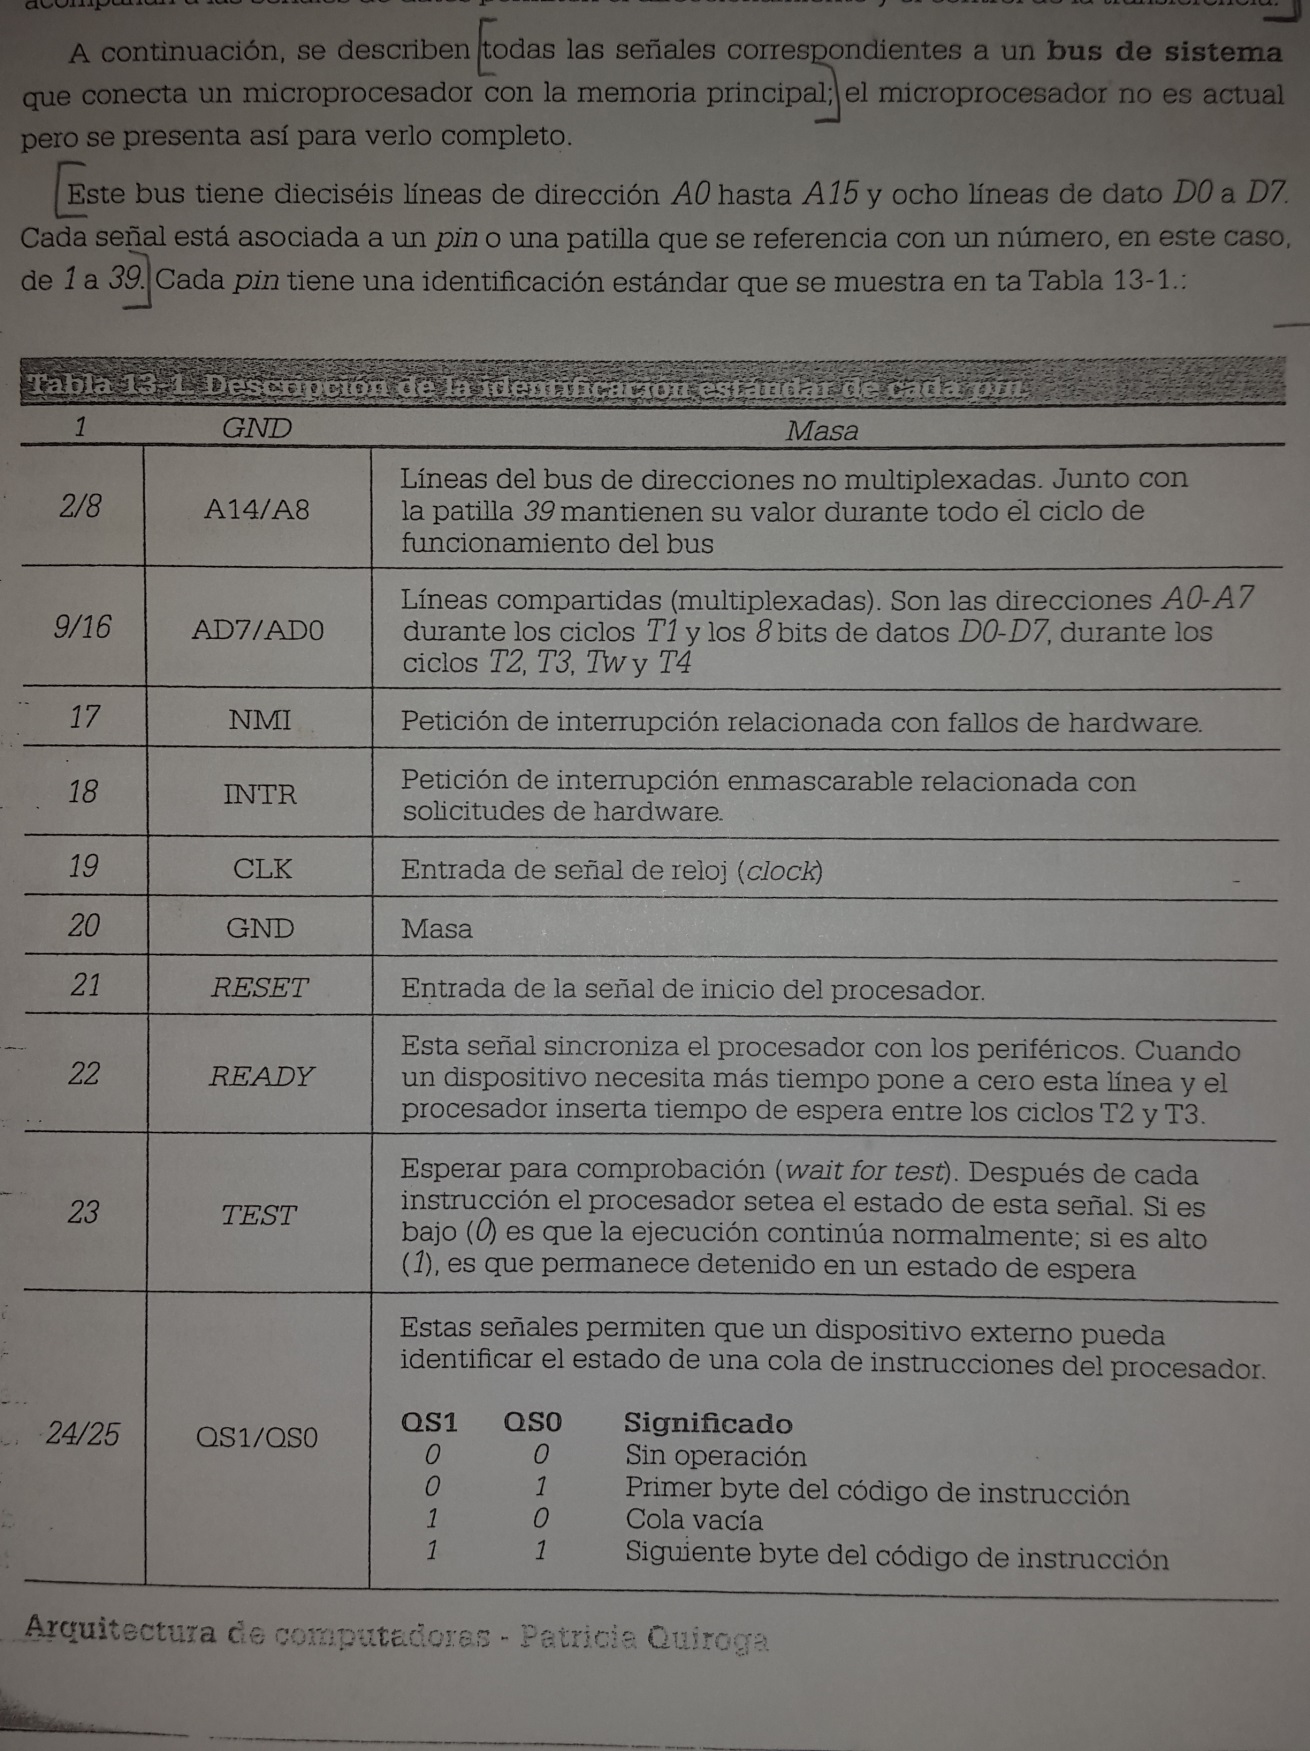 A continuación, se describen todas las señales correspondientes a un bus de sistema
que conecta un microprocesador con la memoria principal; el microprocesador no es actual
pero se presenta así para verlo completo.
Este bus tiene dieciséis líneas de dirección A0 hasta A15 y ocho líneas de dato D0 a D7.
Cada señal está asociada a un pin o una patilla que se referencia con un número, en este caso,
de 1 a 39. Cada pin tiene una identificación estándar que se muestra en ta Tabla 13-1.:
Tabla 13-1. Descripción de la identificación estándar de cada pin.
1 GND Masa
2/8 A14/A8 Líneas del bus de direcciones no multiplexadas. Junto con
la patilla 39 mantienen su valor durante todo el ciclo de
funcionamiento del bus
9/16 AD7/AD0 Líneas compartidas (multiplexadas). Son las direcciones A0-A7
durante los ciclos T1 y los 8 bits de datos D0-D7, durante los
ciclos T2, T3, Tw y T4
17 NMI Petición de interrupción relacionada con fallos de hardware.
18 INTR Petición de interrupción enmascarable relacionada con
solicitudes de hardware.
19 CLK Entrada de señal de reloj (clock)
20 GND Masa
21 RESET Entrada de la señal de inicio del procesador.
22 READY Esta señal sincroniza el procesador con los periféricos. Cuando
un dispositivo necesita más tiempo pone a cero esta línea y el
procesador inserta tiempo de espera entre los ciclos T2 y T3.
23 TEST Esperar para comprobación (wait for test). Después de cada
instrucción el procesador setea el estado de esta señal. Si es
bajo (0) es que la ejecución continúa normalmente; si es alto
(1), es que permanece detenido en un estado de espera
24/25 QS1/QS0 Estas señales permiten que un dispositivo externo pueda
identificar el estado de una cola de instrucciones del procesador.
QS1 QS0 Significado
0 0 Sin operación
0 1 Primer byte del código de instrucción
1 0 Cola vacía
1 1 Siguiente byte del código de instrucción
Arquitectura de computadoras - Patricia Quiroga